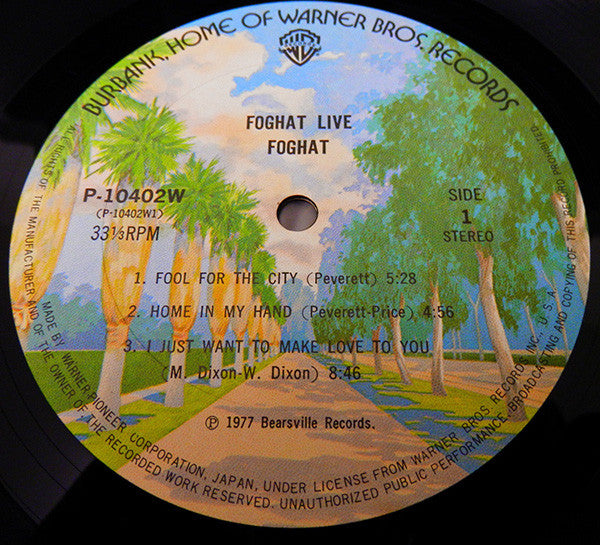 BURBANK, HOME OF WARNER BROS. RECORDS
FOGHAT LIVE
FOGHAT
P-10402W
(P-10402W1)
33⅓RPM
SIDE
1
STEREO
1. FOOL FOR THE CITY (Peverett) 5:28
2. HOME IN MY HAND (Peverett-Price) 4:56
3. I JUST WANT TO MAKE LOVE TO YOU
(M. Dixon-W. Dixon) 8:46
Ⓟ 1977 Bearsville Records.
MADE BY WARNER-PIONEER CORPORATION, JAPAN, UNDER LICENSE FROM WARNER BROS. RECORDS INC., U.S.A.
ALL RIGHTS OF THE MANUFACTURER AND OF THE OWNER OF THE RECORDED WORK RESERVED. UNAUTHORIZED PUBLIC PERFORMANCE, BROADCASTING AND COPYING OF THIS RECORD PROHIBITED.